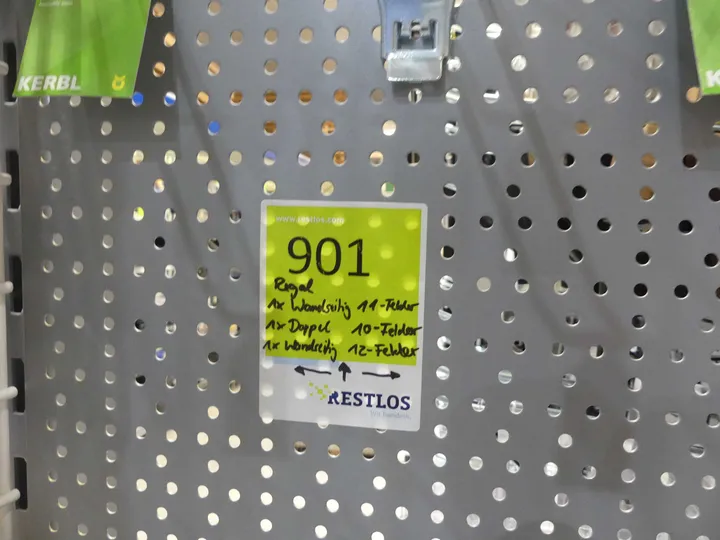 KERBL
www.restlos.com
901
Regal
1x Wandseitig 11-Felder
1x Doppel 10-Felder
1x Wandseitig 12-Felder
RESTLOS
K